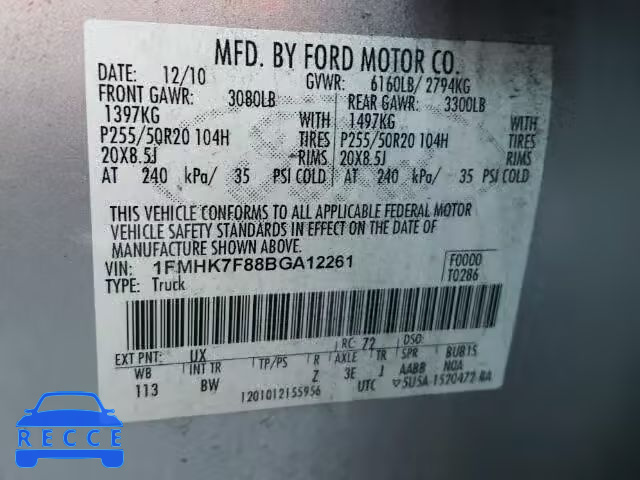 MFD. BY FORD MOTOR CO.
DATE: 12/10 GVWR: 6160LB/ 2794KG
FRONT GAWR: 3080LB REAR GAWR: 3300LB
1397KG WITH 1497KG WITH
P255/50R20 104H TIRES P255/50R20 104H TIRES
20X8.5J RIMS 20X8.5J RIMS
AT 240 kPa/ 35 PSI COLD AT 240 kPa/ 35 PSI COLD
THIS VEHICLE CONFORMS TO ALL APPLICABLE FEDERAL MOTOR
VEHICLE SAFETY STANDARDS IN EFFECT ON THE DATE OF
MANUFACTURE SHOWN ABOVE.
VIN: 1FMHK7F88BGA12261 F0000
TYPE: Truck T0286
RC: 72 DSO:
EXT PNT: UX
WB INT TR TP/PS R AXLE TR SPR BUB15
113 BW Z 3E J AABB NOA
1201012155956 UTC ▽5U5A-1520472-BA
RECCE